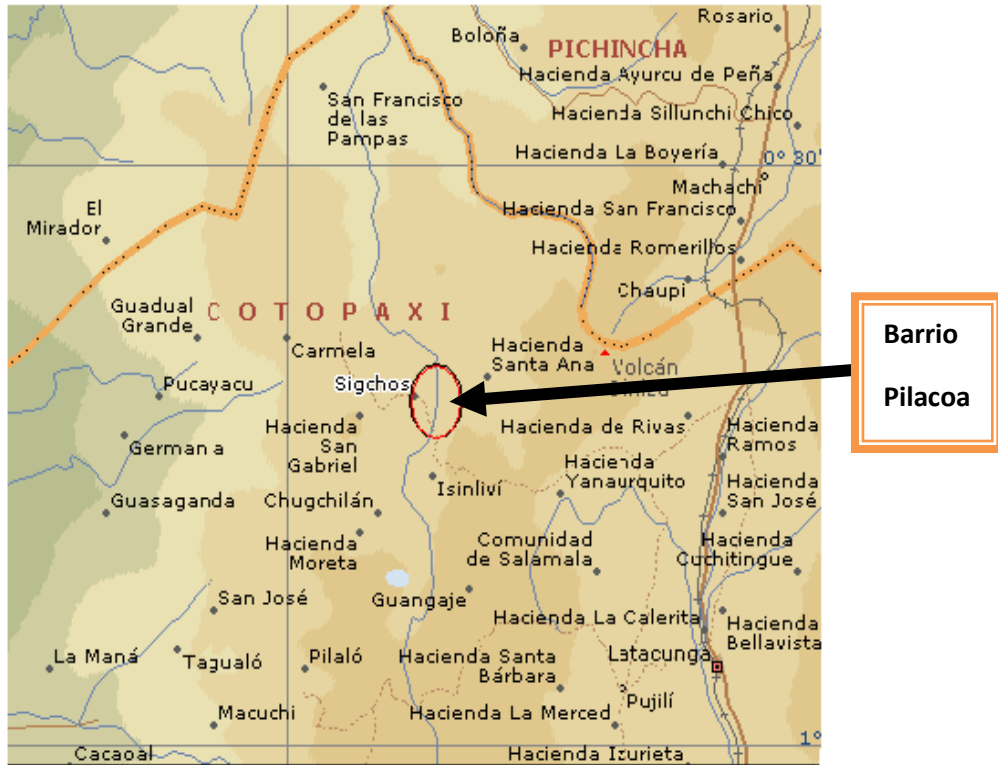 Rosario
Boloña
PICHINCHA
Hacienda Ayurcu de Peña
San Francisco
de las
Pampas
Hacienda Sillunchi Chico
Hacienda La Boyería
0° 30'
Machachi
El
Mirador
Hacienda San Francisco
Hacienda Romerillos
Chaupi
Guadual
Grande
COTOPAXI
Carmela
Hacienda
Santa Ana
Volcán
Sigchos
Barrio
Pilacoa
Pucayacu
Hacienda
San
Gabriel
Hacienda de Rivas
Hacienda
Ramos
Germania
Isinliví
Hacienda
Yanaurquito
Hacienda
San José
Guasaganda
Chugchilán
Hacienda
Moreta
Comunidad
de Salamala
Hacienda
Cuchitingue
San José
Guangaje
Hacienda La Calerita
Hacienda
Bellavista
La Maná
Tagualó
Pilaló
Hacienda Santa
Bárbara
Latacunga
Pujilí
Macuchi
Hacienda La Merced
1°
Cacaoal
Hacienda Izurieta